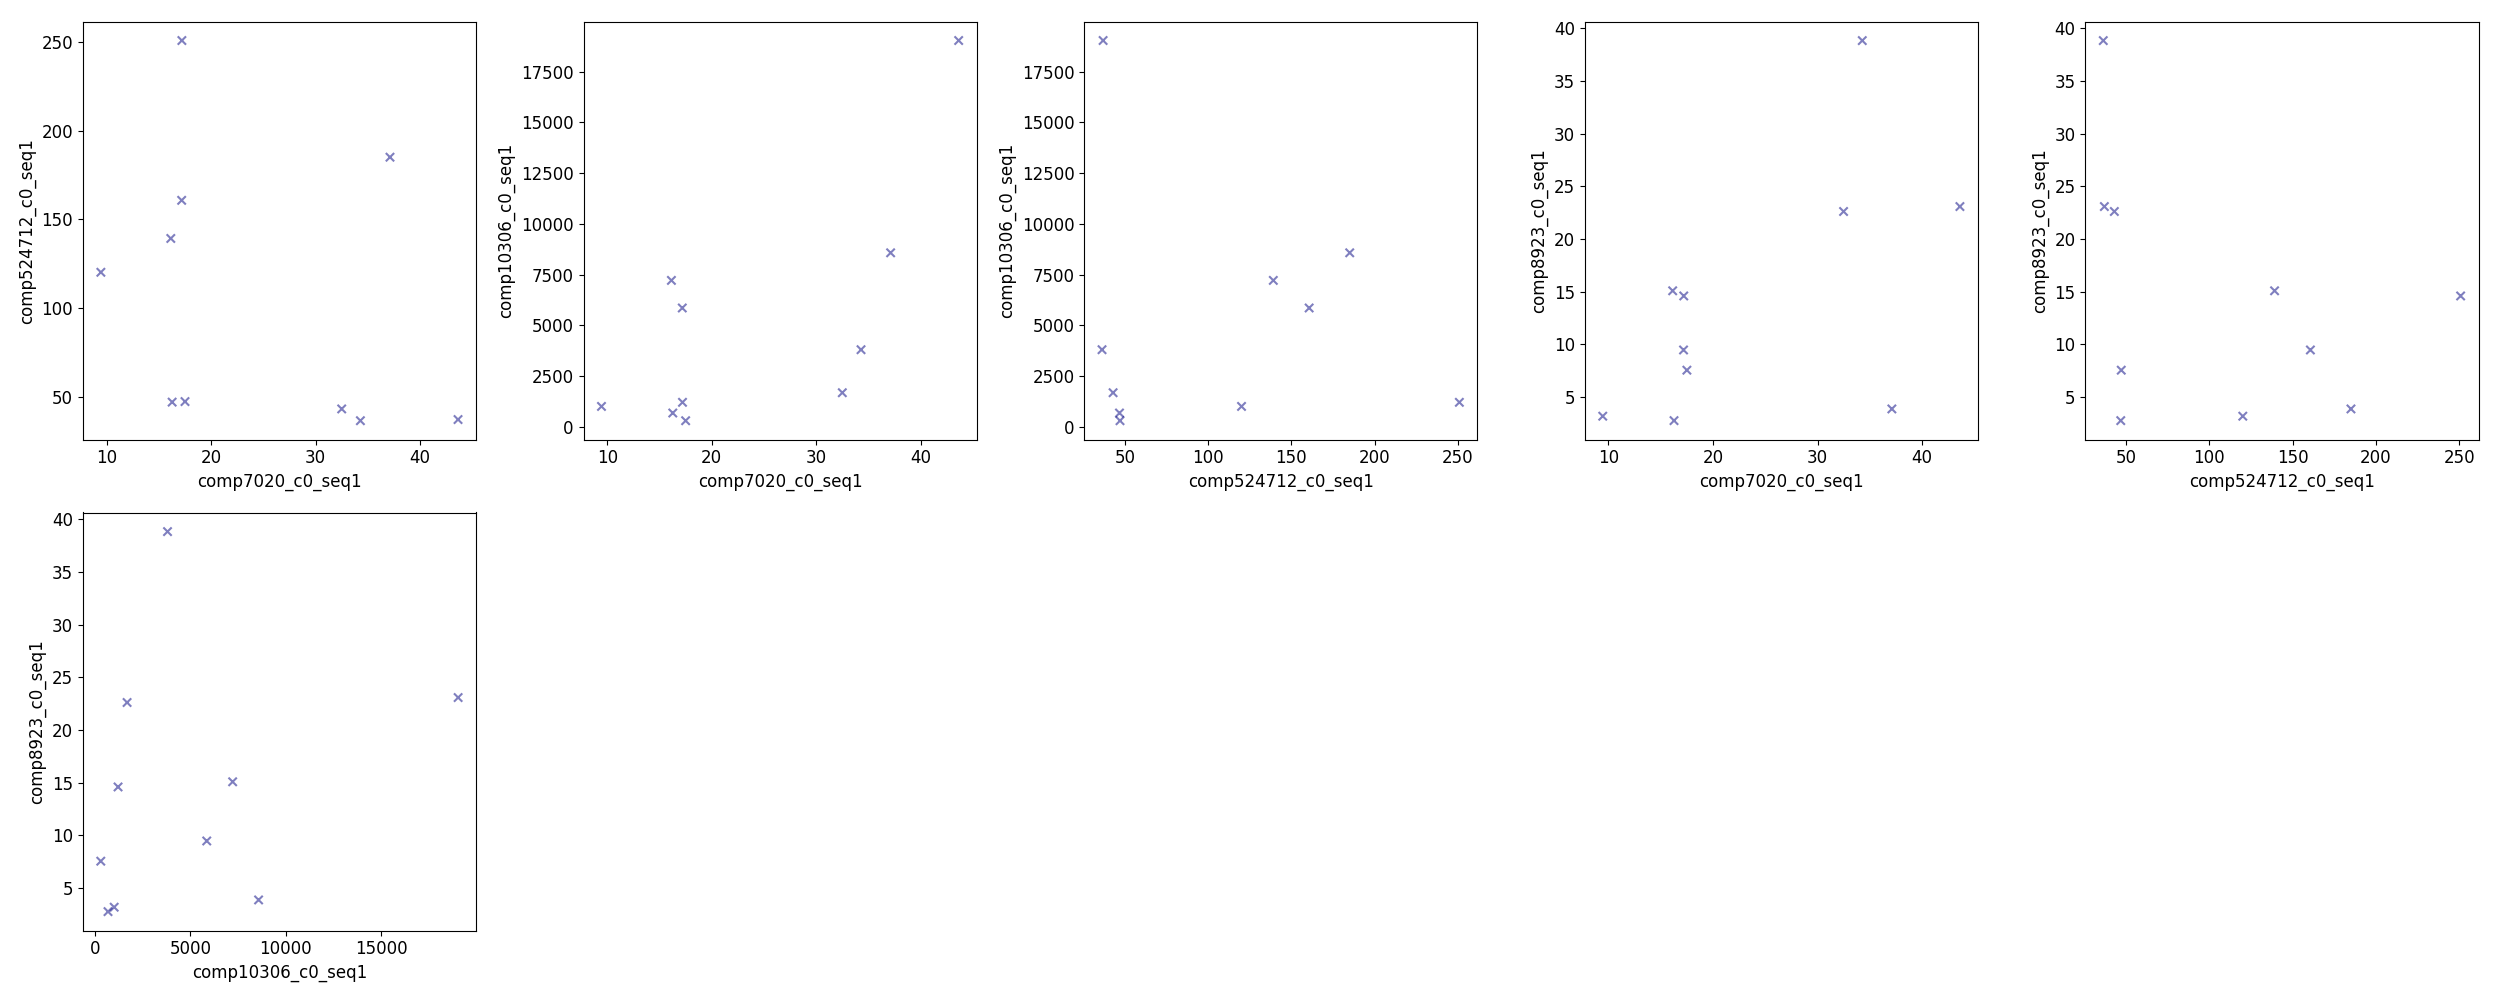 250
200
150
100
50
comp524712_c0_seq1
10 20 30 40
comp7020_c0_seq1
17500
15000
12500
10000
7500
5000
2500
0
comp10306_c0_seq1
10 20 30 40
comp7020_c0_seq1
17500
15000
12500
10000
7500
5000
2500
0
comp10306_c0_seq1
50 100 150 200 250
comp524712_c0_seq1
40
35
30
25
20
15
10
5
comp8923_c0_seq1
10 20 30 40
comp7020_c0_seq1
40
35
30
25
20
15
10
5
comp8923_c0_seq1
50 100 150 200 250
comp524712_c0_seq1
40
35
30
25
20
15
10
5
comp8923_c0_seq1
0 5000 10000 15000
comp10306_c0_seq1